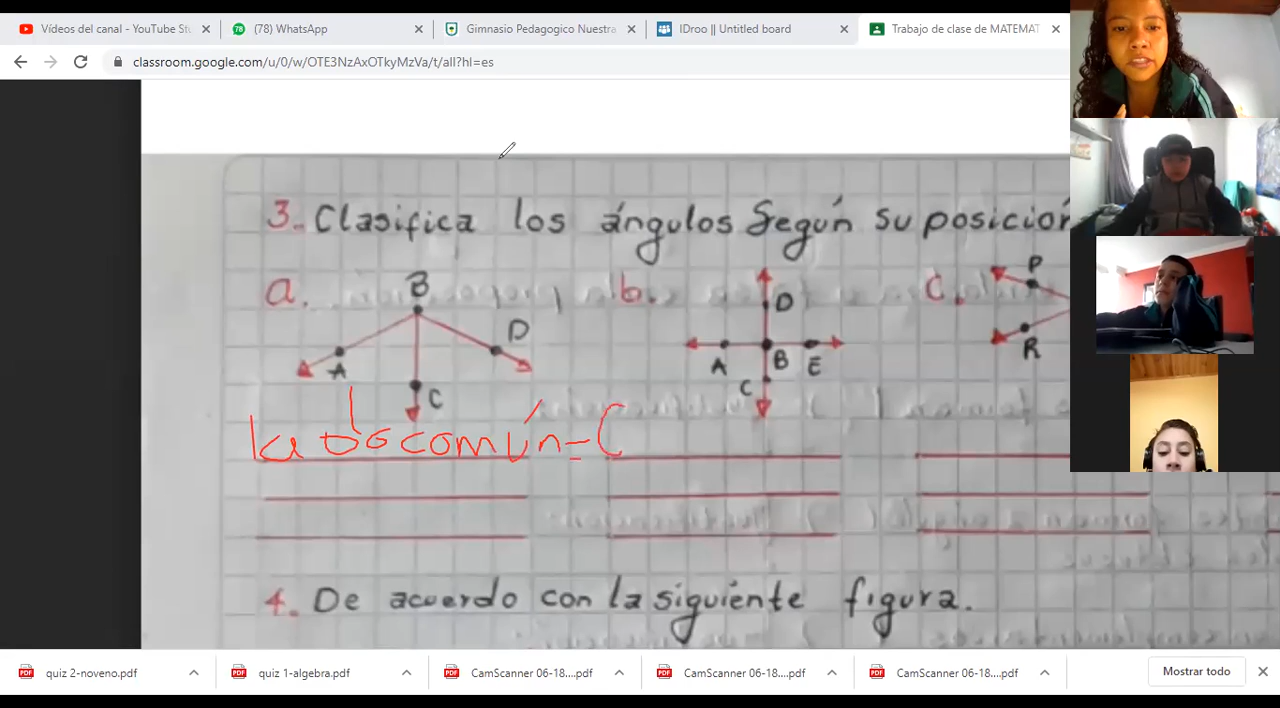 Vídeos del canal - YouTube St
(78) WhatsApp
Gimnasio Pedagogico Nuestra
IDroo || Untitled board
Trabajo de clase de MATEMAT
classroom.google.com/u/0/w/OTE3NzAxOTkyMzVa/t/all?hl=es
3. Clasifica los ángulos Según su posición
a. b. c.
B D P
D A B E R
A C C
común = C
4. De acuerdo con la siguiente figura.
quiz 2-noveno.pdf
quiz 1-algebra.pdf
CamScanner 06-18....pdf
CamScanner 06-18....pdf
CamScanner 06-18....pdf
Mostrar todo